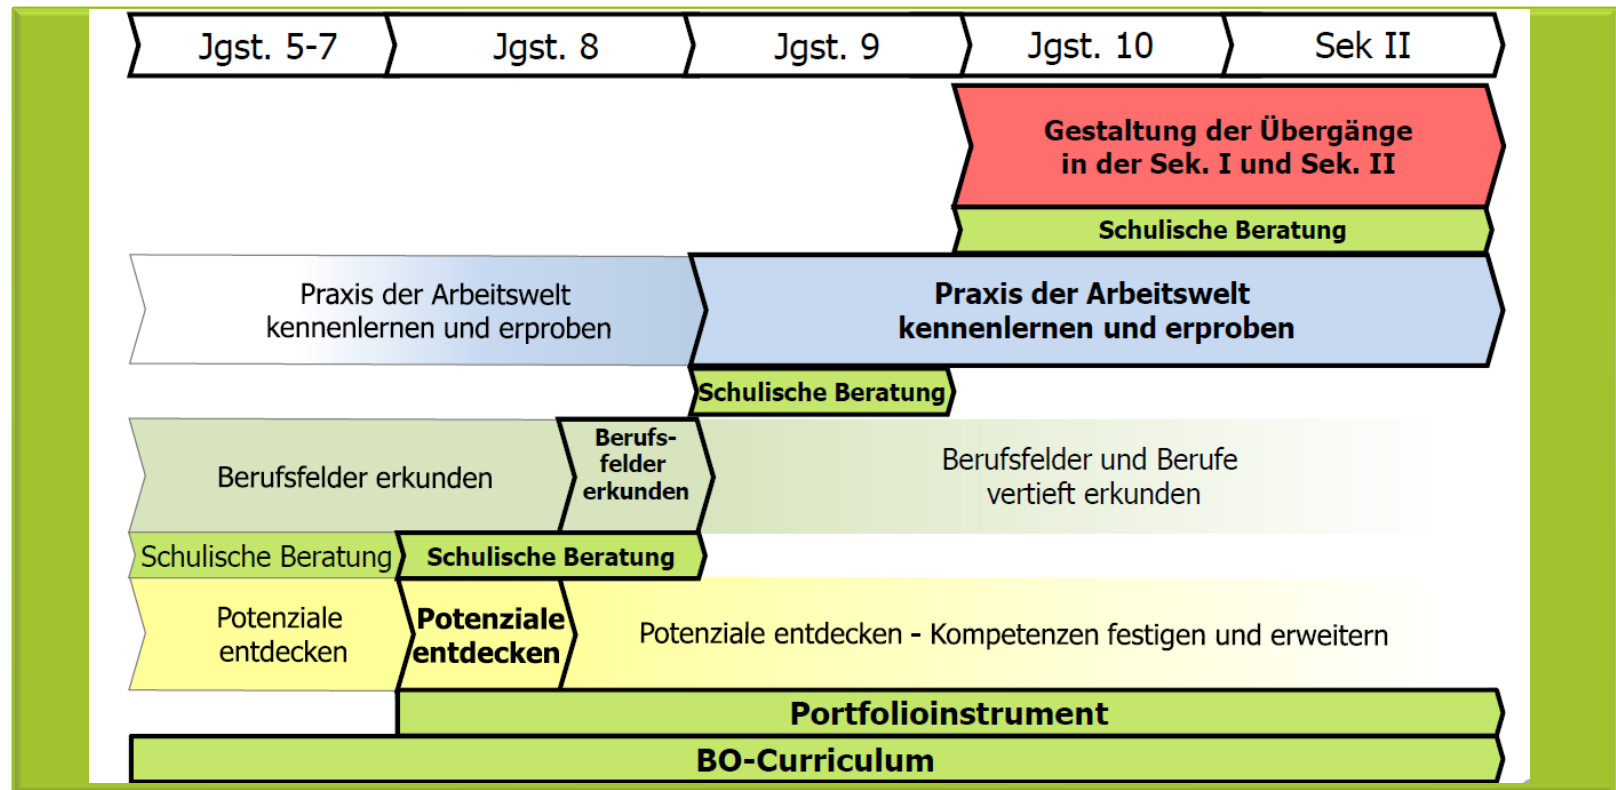 Jgst. 5-7
Jgst. 8
Jgst. 9
Jgst. 10
Sek II
Gestaltung der Übergänge
in der Sek. I und Sek. II
Schulische Beratung
Praxis der Arbeitswelt
kennenlernen und erproben
Praxis der Arbeitswelt
kennenlernen und erproben
Schulische Beratung
Berufsfelder erkunden
Berufs-
felder
erkunden
Berufsfelder und Berufe
vertieft erkunden
Schulische Beratung
Schulische Beratung
Potenziale
entdecken
Potenziale
entdecken
Potenziale entdecken - Kompetenzen festigen und erweitern
Portfolioinstrument
BO-Curriculum